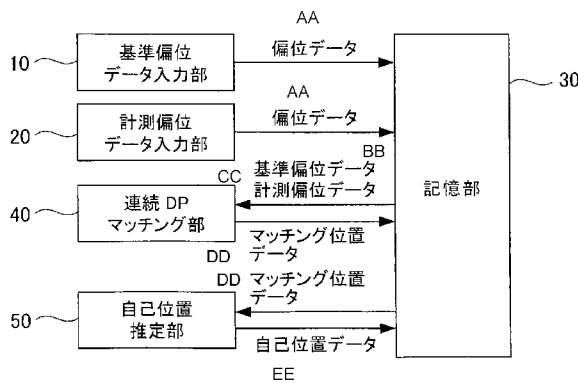 AA
10
基準偏位
データ入力部
偏位データ
30
AA
20
計測偏位
データ入力部
偏位データ
BB
基準偏位データ
計測偏位データ
CC
記憶部
40
連続 DP
マッチング部
マッチング位置
データ
DD
DD
マッチング位置
データ
50
自己位置
推定部
自己位置データ
EE